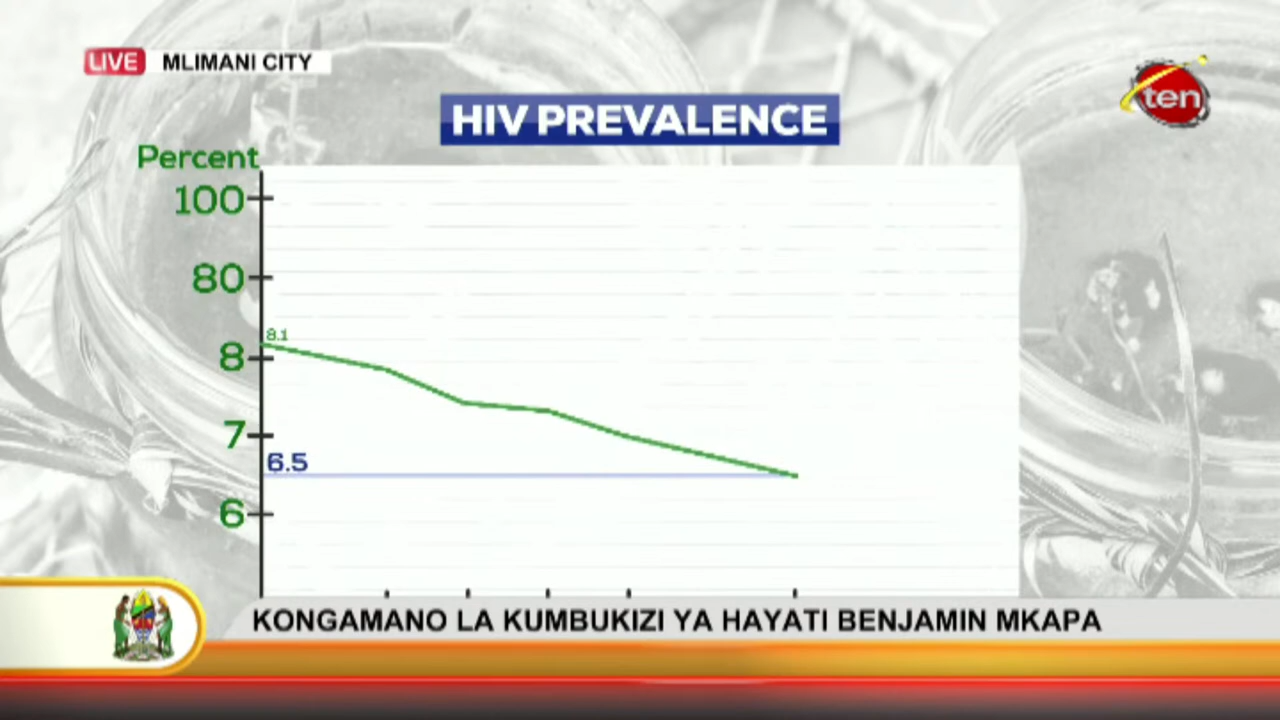 LIVE MLIMANI CITY
ten
HIV PREVALENCE
Percent
100
80
8.1
8
7
6.5
6
KONGAMANO LA KUMBUKIZI YA HAYATI BENJAMIN MKAPA